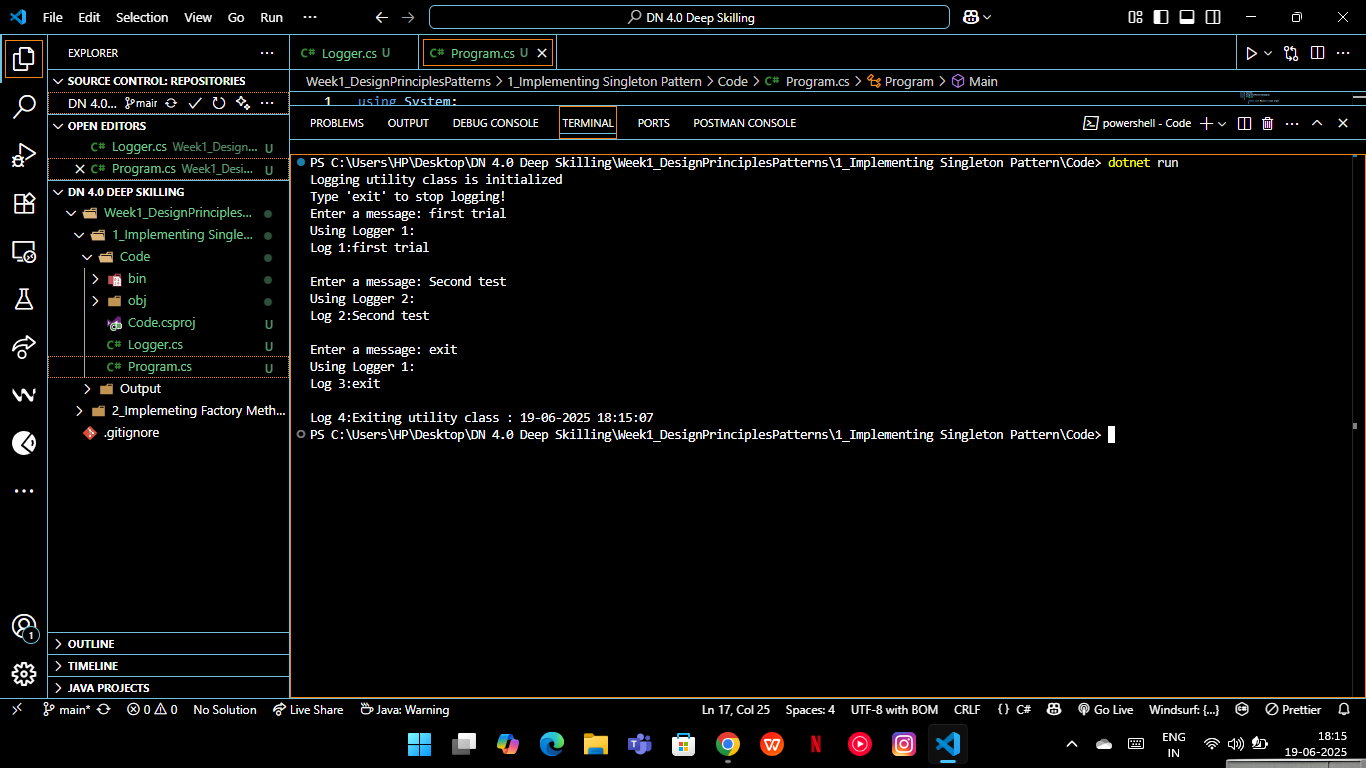 File Edit Selection View Go Run ··· DN 4.0 Deep Skilling
EXPLORER ···
SOURCE CONTROL: REPOSITORIES
DN 4.0... main ···
OPEN EDITORS
C# Logger.cs Week1_Design... U
C# Program.cs Week1_Desi... U
DN 4.0 DEEP SKILLING
Week1_DesignPrinciples...
1_Implementing Single...
Code
bin
obj
Code.csproj U
C# Logger.cs U
C# Program.cs U
Output
2_Implemeting Factory Meth...
.gitignore
OUTLINE
TIMELINE
JAVA PROJECTS
C# Logger.cs U C# Program.cs U
Week1_DesignPrinciplesPatterns > 1_Implementing Singleton Pattern > Code > C# Program.cs > Program > Main
1 using System;
PROBLEMS OUTPUT DEBUG CONSOLE TERMINAL PORTS POSTMAN CONSOLE powershell - Code
PS C:\Users\HP\Desktop\DN 4.0 Deep Skilling\Week1_DesignPrinciplesPatterns\1_Implementing Singleton Pattern\Code> dotnet run
Logging utility class is initialized
Type 'exit' to stop logging!
Enter a message: first trial
Using Logger 1:
Log 1:first trial
Enter a message: Second test
Using Logger 2:
Log 2:Second test
Enter a message: exit
Using Logger 1:
Log 3:exit
Log 4:Exiting utility class : 19-06-2025 18:15:07
PS C:\Users\HP\Desktop\DN 4.0 Deep Skilling\Week1_DesignPrinciplesPatterns\1_Implementing Singleton Pattern\Code>
1
main* 0 0 No Solution Live Share Java: Warning Ln 17, Col 25 Spaces: 4 UTF-8 with BOM CRLF {} C# Go Live Windsurf: {...} Prettier
ENG
IN
18:15
19-06-2025